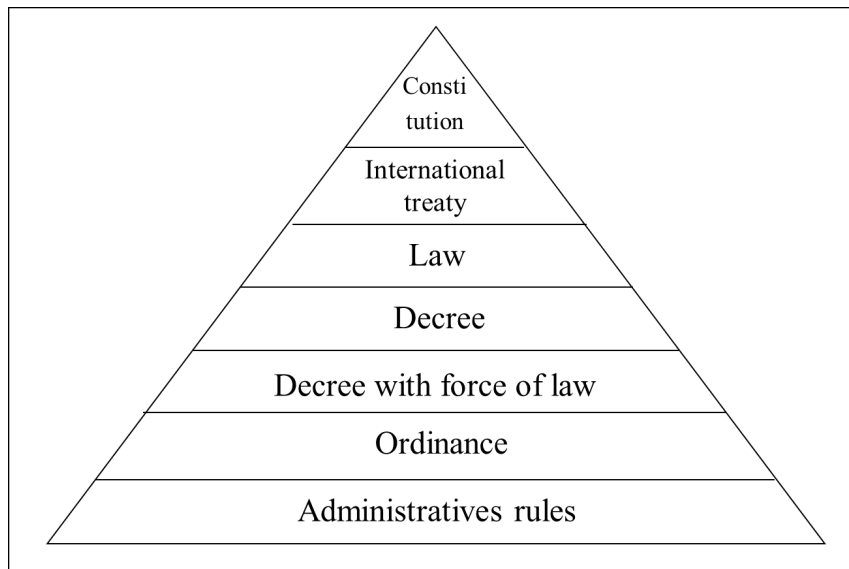 Consti
tution
International
treaty
Law
Decree
Decree with force of law
Ordinance
Administratives rules